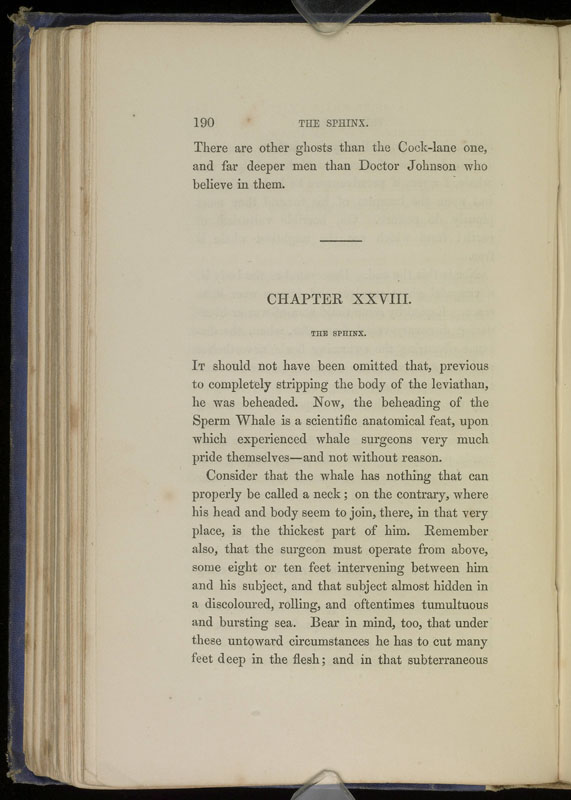 190 THE SPHINX.
There are other ghosts than the Cock-lane one,
and far deeper men than Doctor Johnson who
believe in them.
CHAPTER XXVIII.
THE SPHINX.
IT should not have been omitted that, previous
to completely stripping the body of the leviathan,
he was beheaded. Now, the beheading of the
Sperm Whale is a scientific anatomical feat, upon
which experienced whale surgeons very much
pride themselves—and not without reason.
Consider that the whale has nothing that can
properly be called a neck; on the contrary, where
his head and body seem to join, there, in that very
place, is the thickest part of him. Remember
also, that the surgeon must operate from above,
some eight or ten feet intervening between him
and his subject, and that subject almost hidden in
a discoloured, rolling, and oftentimes tumultuous
and bursting sea. Bear in mind, too, that under
these untoward circumstances he has to cut many
feet deep in the flesh; and in that subterraneous